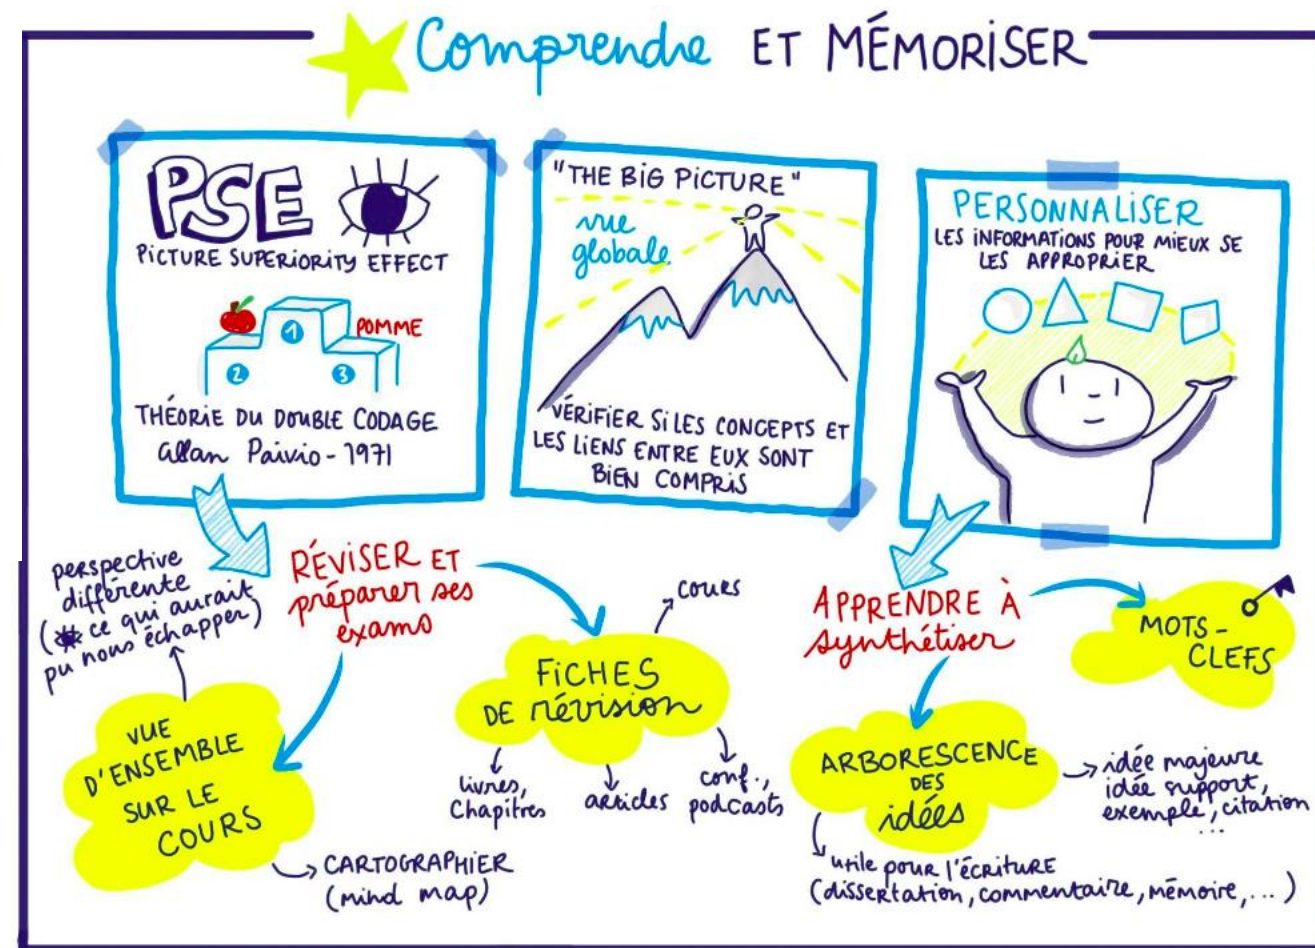 Comprendre ET MÉMORISER
PSE
PICTURE SUPERIORITY EFFECT
POMME
1
2
3
THÉORIE DU DOUBLE CODAGE
Allan Paivio - 1971
"THE BIG PICTURE"
vue
globale
VÉRIFIER SI LES CONCEPTS ET
LES LIENS ENTRE EUX SONT
BIEN COMPRIS
PERSONNALISER
LES INFORMATIONS POUR MIEUX SE
LES APPROPRIER
perspective
différente
( ce qui aurait
pu nous échapper)
RÉVISER ET
préparer ses
exams
VUE
D'ENSEMBLE
SUR LE
COURS
CARTOGRAPHIER
(mind map)
FICHES
DE révision
cours
livres,
Chapitres
articles
conf.,
podcasts
APPRENDRE À
synthétiser
MOTS-
CLEFS
ARBORESCENCE
DES
idées
idée majeure
idée support,
exemple, citation
...
utile pour l'écriture
(dissertation, commentaire, mémoire, ...)